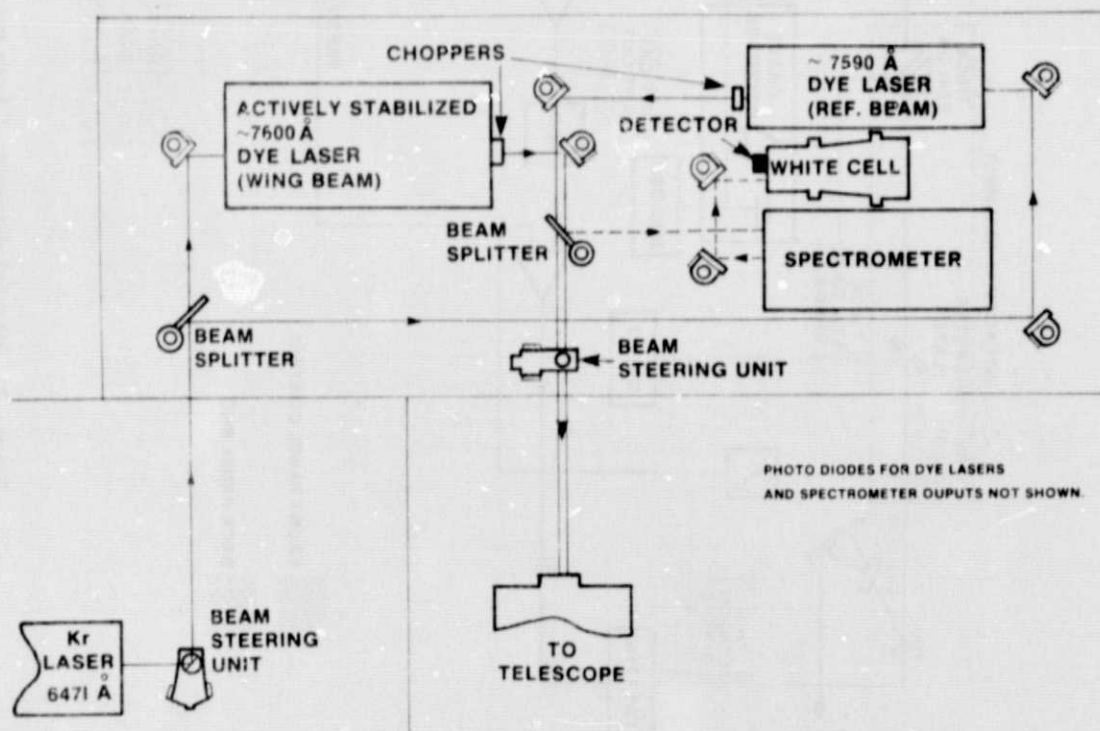 CHOPPERS
~ 7590 Å
DYE LASER
(REF. BEAM)
ACTIVELY STABILIZED
~7600 Å
DYE LASER
(WING BEAM)
DETECTOR
WHITE CELL
BEAM
SPLITTER
SPECTROMETER
BEAM
SPLITTER
BEAM
STEERING UNIT
PHOTO DIODES FOR DYE LASERS
AND SPECTROMETER OUPUTS NOT SHOWN.
BEAM
STEERING
UNIT
Kr
LASER
6471 Å
TO
TELESCOPE